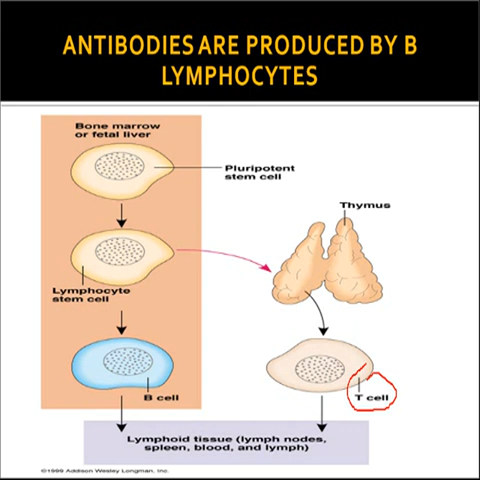 ANTIBODIES ARE PRODUCED BY B
LYMPHOCYTES
Bone marrow
or fetal liver
Pluripotent
stem cell
Thymus
Lymphocyte
stem cell
B cell
T cell
Lymphoid tissue (lymph nodes,
spleen, blood, and lymph)
©1999 Addison Wesley Longman, Inc.